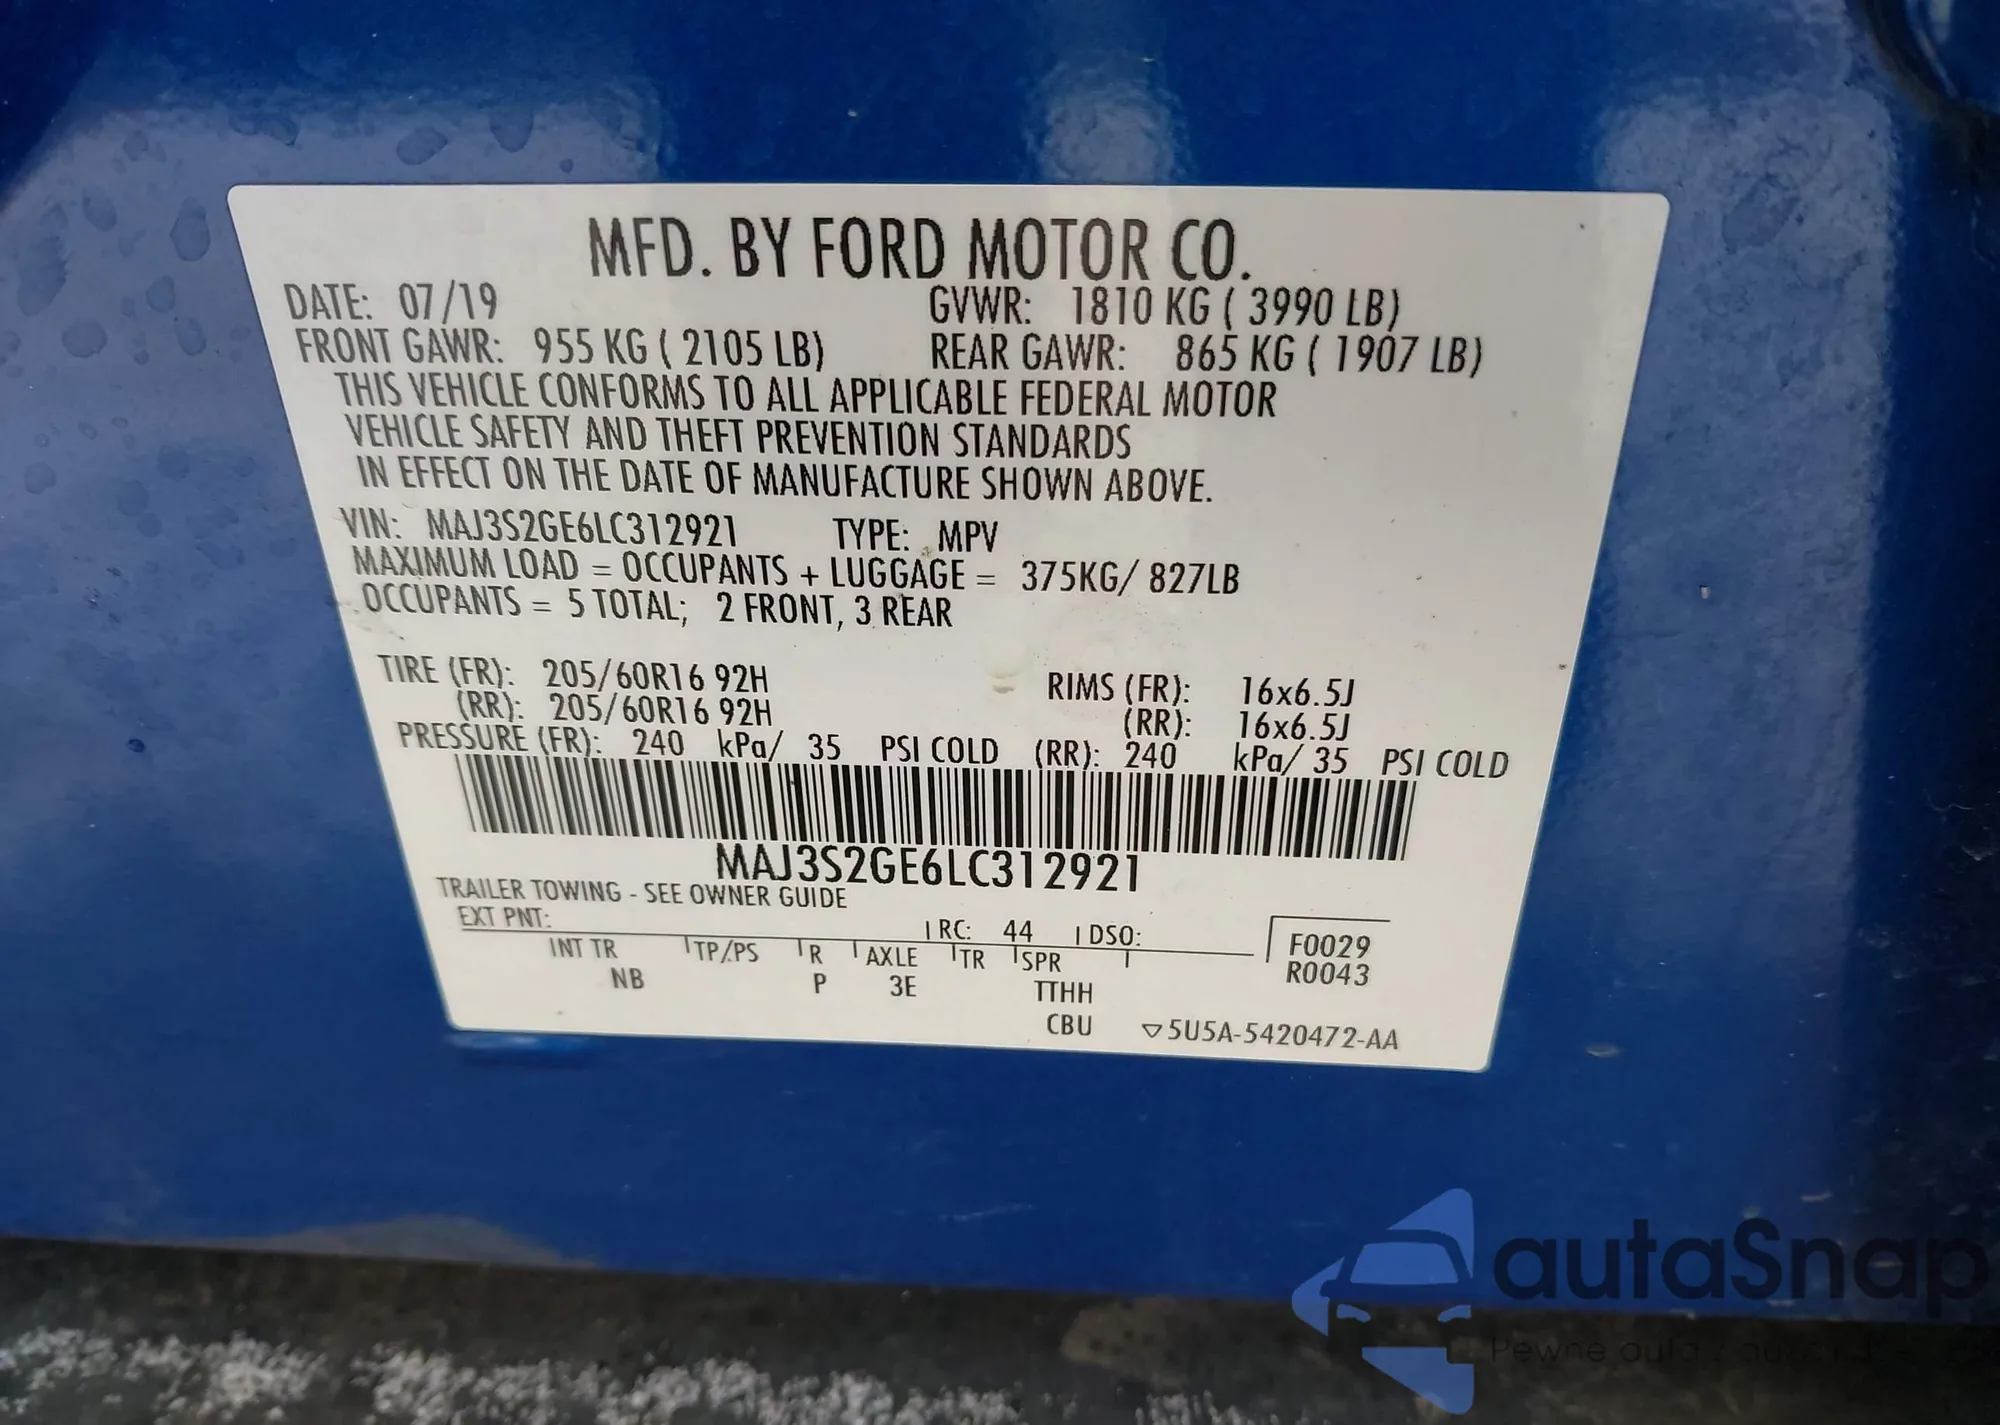 MFD. BY FORD MOTOR CO.
DATE: 07/19 GVWR: 1810 KG ( 3990 LB)
FRONT GAWR: 955 KG ( 2105 LB) REAR GAWR: 865 KG ( 1907 LB)
THIS VEHICLE CONFORMS TO ALL APPLICABLE FEDERAL MOTOR
VEHICLE SAFETY AND THEFT PREVENTION STANDARDS
IN EFFECT ON THE DATE OF MANUFACTURE SHOWN ABOVE.
VIN: MAJ3S2GE6LC312921 TYPE: MPV
MAXIMUM LOAD = OCCUPANTS + LUGGAGE = 375KG/ 827LB
OCCUPANTS = 5 TOTAL; 2 FRONT, 3 REAR
TIRE (FR): 205/60R16 92H RIMS (FR): 16x6.5J
(RR): 205/60R16 92H (RR): 16x6.5J
PRESSURE (FR): 240 kPa/ 35 PSI COLD (RR): 240 kPa/ 35 PSI COLD
MAJ3S2GE6LC312921
TRAILER TOWING - SEE OWNER GUIDE
EXT PNT: RC: 44 DSO:
INT TR TP/PS R AXLE TR SPR F0029
NB P 3E TTHH R0043
CBU ▽5U5A-5420472-AA
autaSnap
Pewne auta